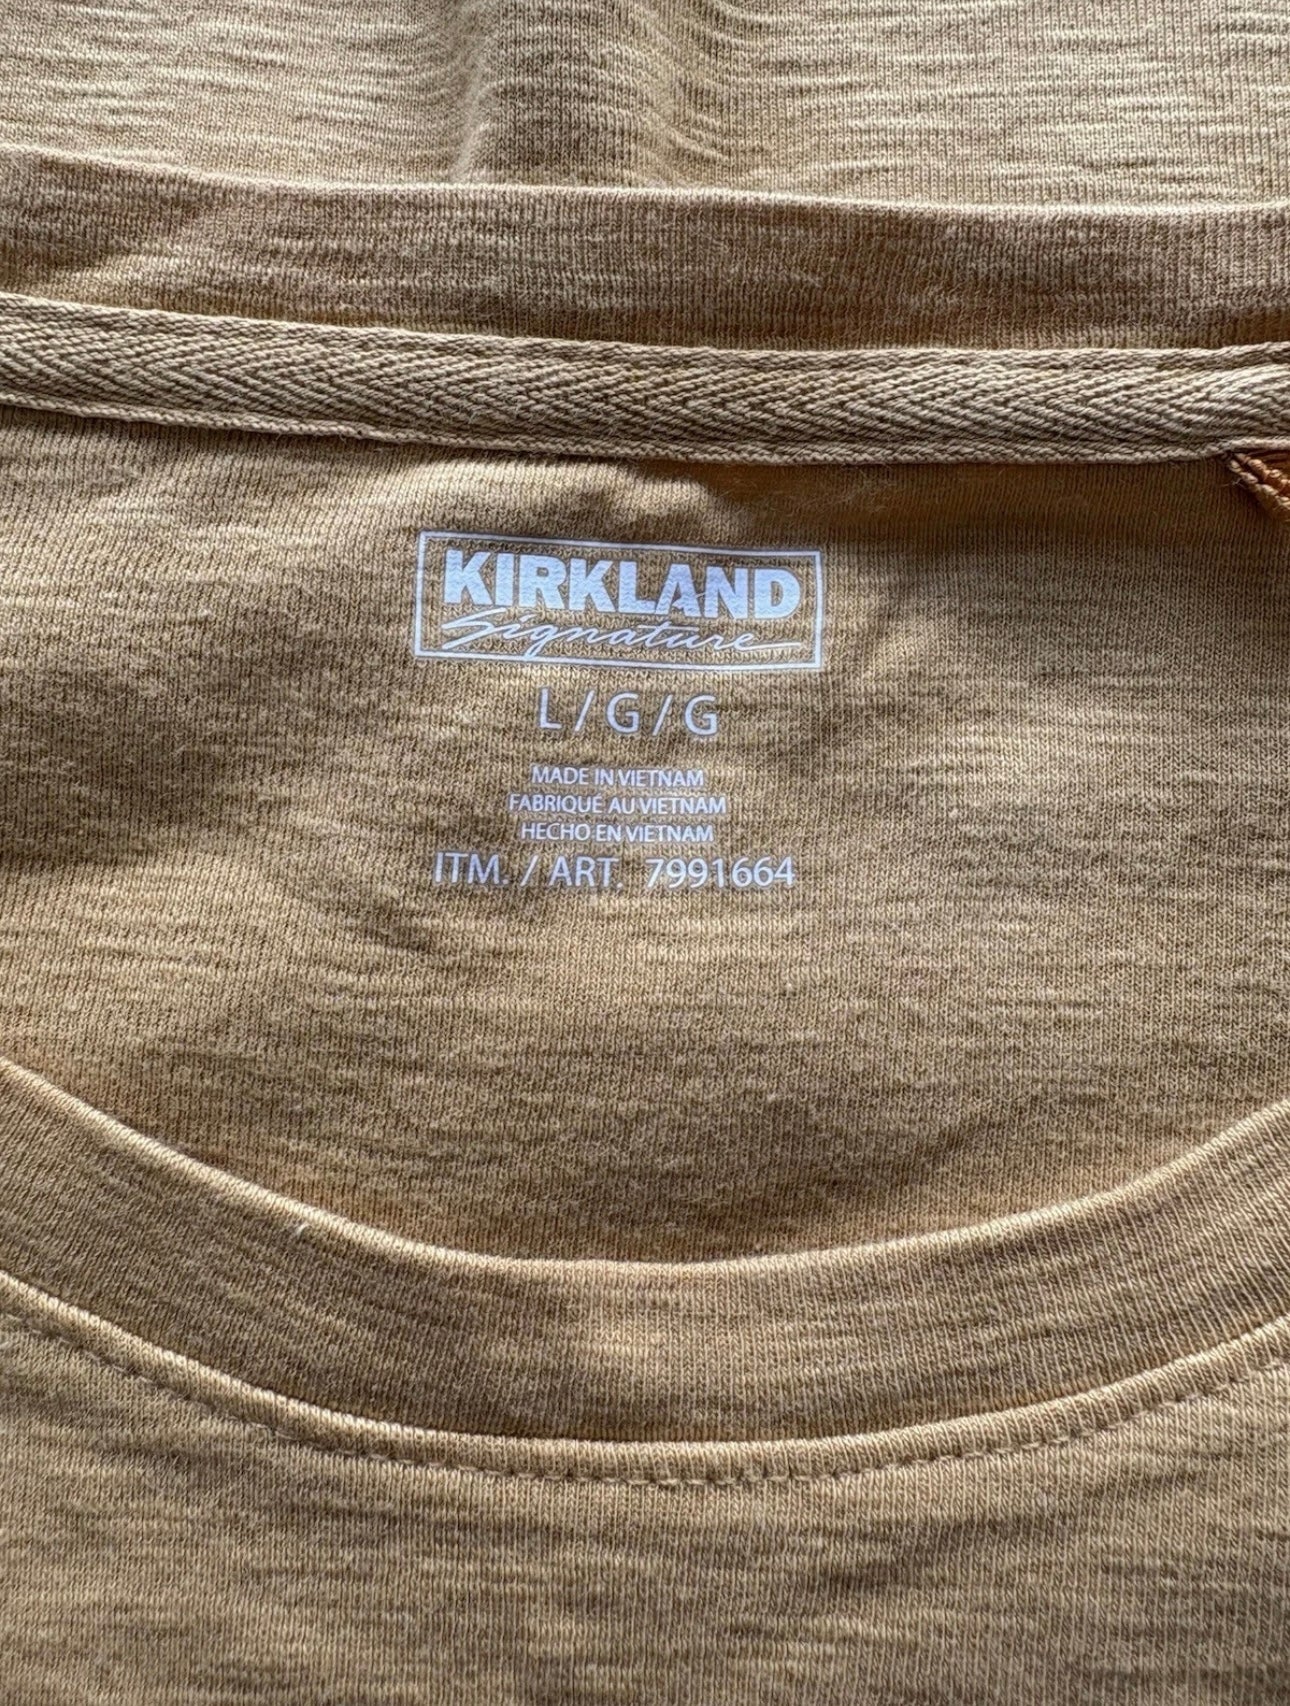 KIRKLAND
Signature
L / G / G
MADE IN VIETNAM
FABRIQUÉ AU VIETNAM
HECHO EN VIETNAM
ITM. / ART. 7991664